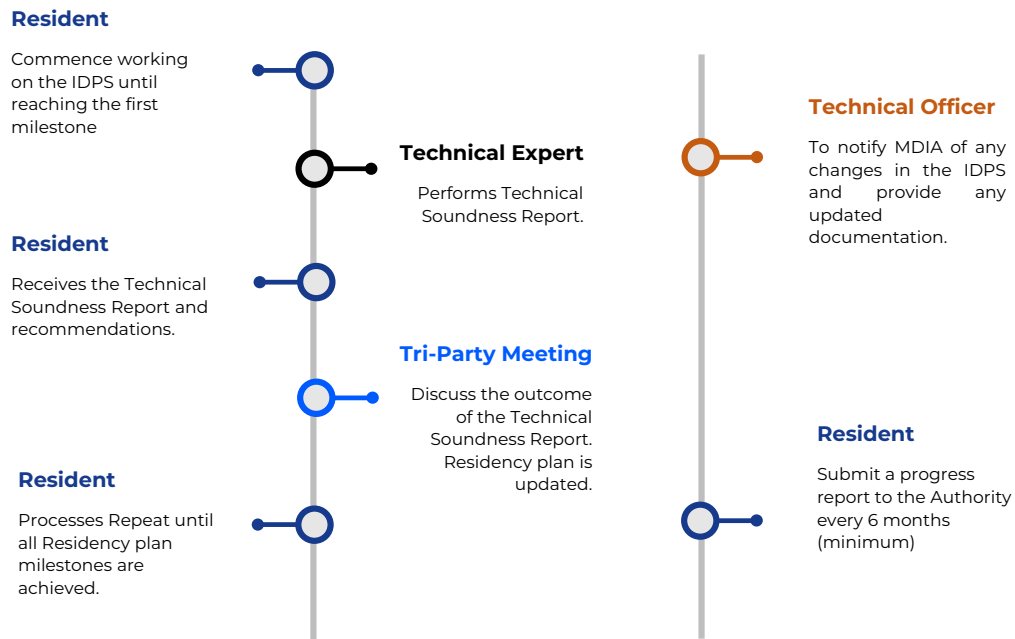 Resident
Commence working
on the IDPS until
reaching the first
milestone
Technical Expert
Performs Technical
Soundness Report.
Resident
Receives the Technical
Soundness Report and
recommendations.
Tri-Party Meeting
Discuss the outcome
of the Technical
Soundness Report.
Residency plan is
updated.
Resident
Processes Repeat until
all Residency plan
milestones are
achieved.
Technical Officer
To notify MDIA of any
changes in the IDPS
and provide any
updated
documentation.
Resident
Submit a progress
report to the Authority
every 6 months
(minimum)